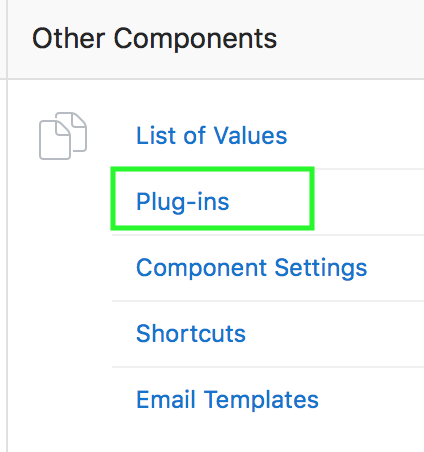 Other Components
List of Values
Plug-ins
Component Settings
Shortcuts
Email Templates